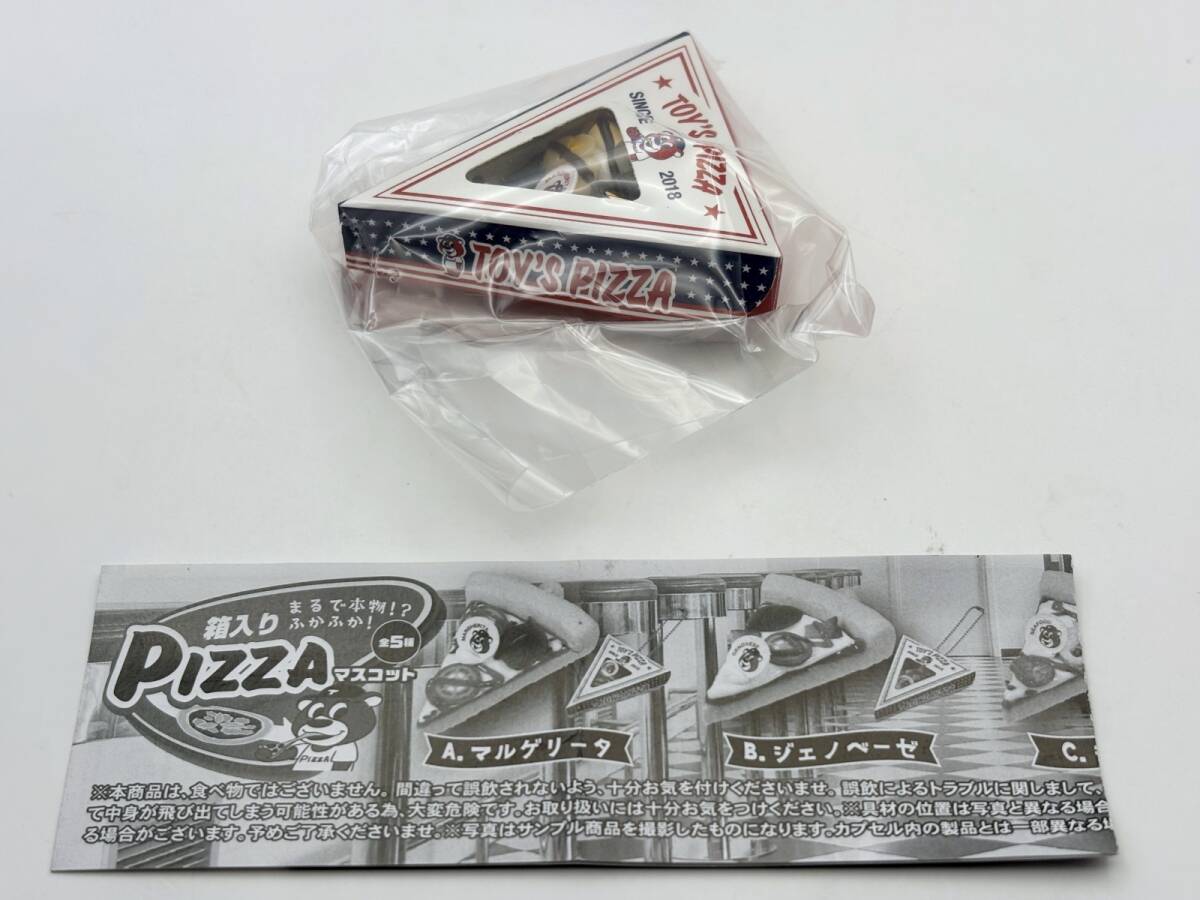 TOY'S PIZZA
SINCE
2018
TOY'S PIZZA
まるで本物!?
ふかふか!
箱入り
全5種
PIZZA
マスコット
PIZZA
MARGHERITA
TOY'S PIZZA
GENOVESE
TOY'S PIZZA
A.マルゲリータ
B.ジェノベーゼ
C.
※本商品は、食べ物ではございません。間違って誤飲されないよう、十分お気を付けくださいませ。誤飲によるトラブルに関しまして、
て中身が飛び出てしまう可能性がある為、大変危険です。お取り扱いには十分お気をつけください。※具材の位置は写真と異なる場合
る場合がございます。予めご了承くださいませ。※写真はサンプル商品を撮影したものになります。カプセル内の製品とは一部異なる